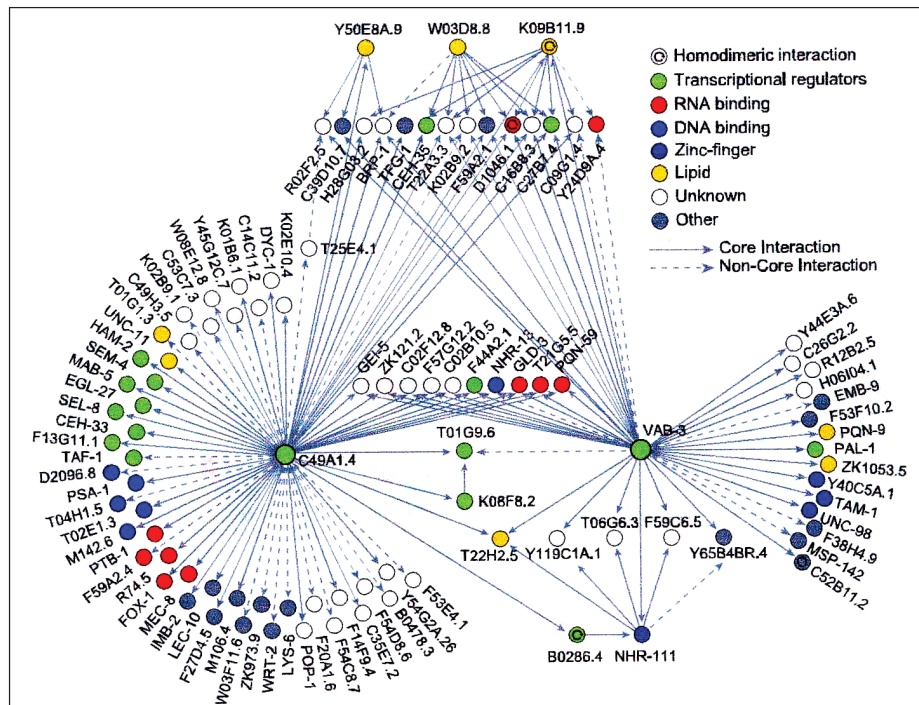 Y50E8A.9
W03D8.8
K09B11.9
Homodimeric interaction
Transcriptional regulators
RNA binding
DNA binding
Zinc-finger
Lipid
Unknown
Other
Core Interaction
Non-Core Interaction
R02F2.5
C39D10.7
H28G03.2
BRP-1
TFG-1
CEH-35
T22A3.3
K02B9.2
F59A2.1
D1046.1
C16B8.3
C27B7.4
C09G1.4
Y24D9A.4
T25E4.1
K02E10.4
DYC-1
C14C11.2
K01B6.1
Y45G12C.7
W08E12.8
C53C7.3
K02B9.1
C49H3.5
T01G1.3
UNC-11
HAM-2
SEM-4
MAB-5
EGL-27
SEL-8
CEH-33
F13G11.1
TAF-1
D2096.8
PSA-1
T04H1.5
T02E1.3
M142.6
PTB-1
F59A2.4
R74.5
FOX-1
MEC-8
IMB-2
LEC-10
F27D4.5
M106.4
W03F11.6
ZK973.9
WRT-2
LYS-6
POP-1
F20A1.6
F54C8.7
F14F9.4
C35E7.2
F54D8.6
B0478.3
Y54G2A.26
F53E4.1
GEI-5
ZK121.2
C02F12.8
F57G12.2
C02B10.5
F44A2.1
NHR-13
GLD-3
T21G5.5
PQN-59
C49A1.4
VAB-3
T01G9.6
K08F8.2
T22H2.5
Y119C1A.1
T06G6.3
F59C6.5
Y65B4BR.4
B0286.4
NHR-111
Y44E3A.6
C26G2.2
R12B2.5
H06I04.1
EMB-9
F53F10.2
PQN-9
PAL-1
ZK1053.5
Y40C5A.1
TAM-1
UNC-98
F38H4.9
MSP-142
C52B11.2